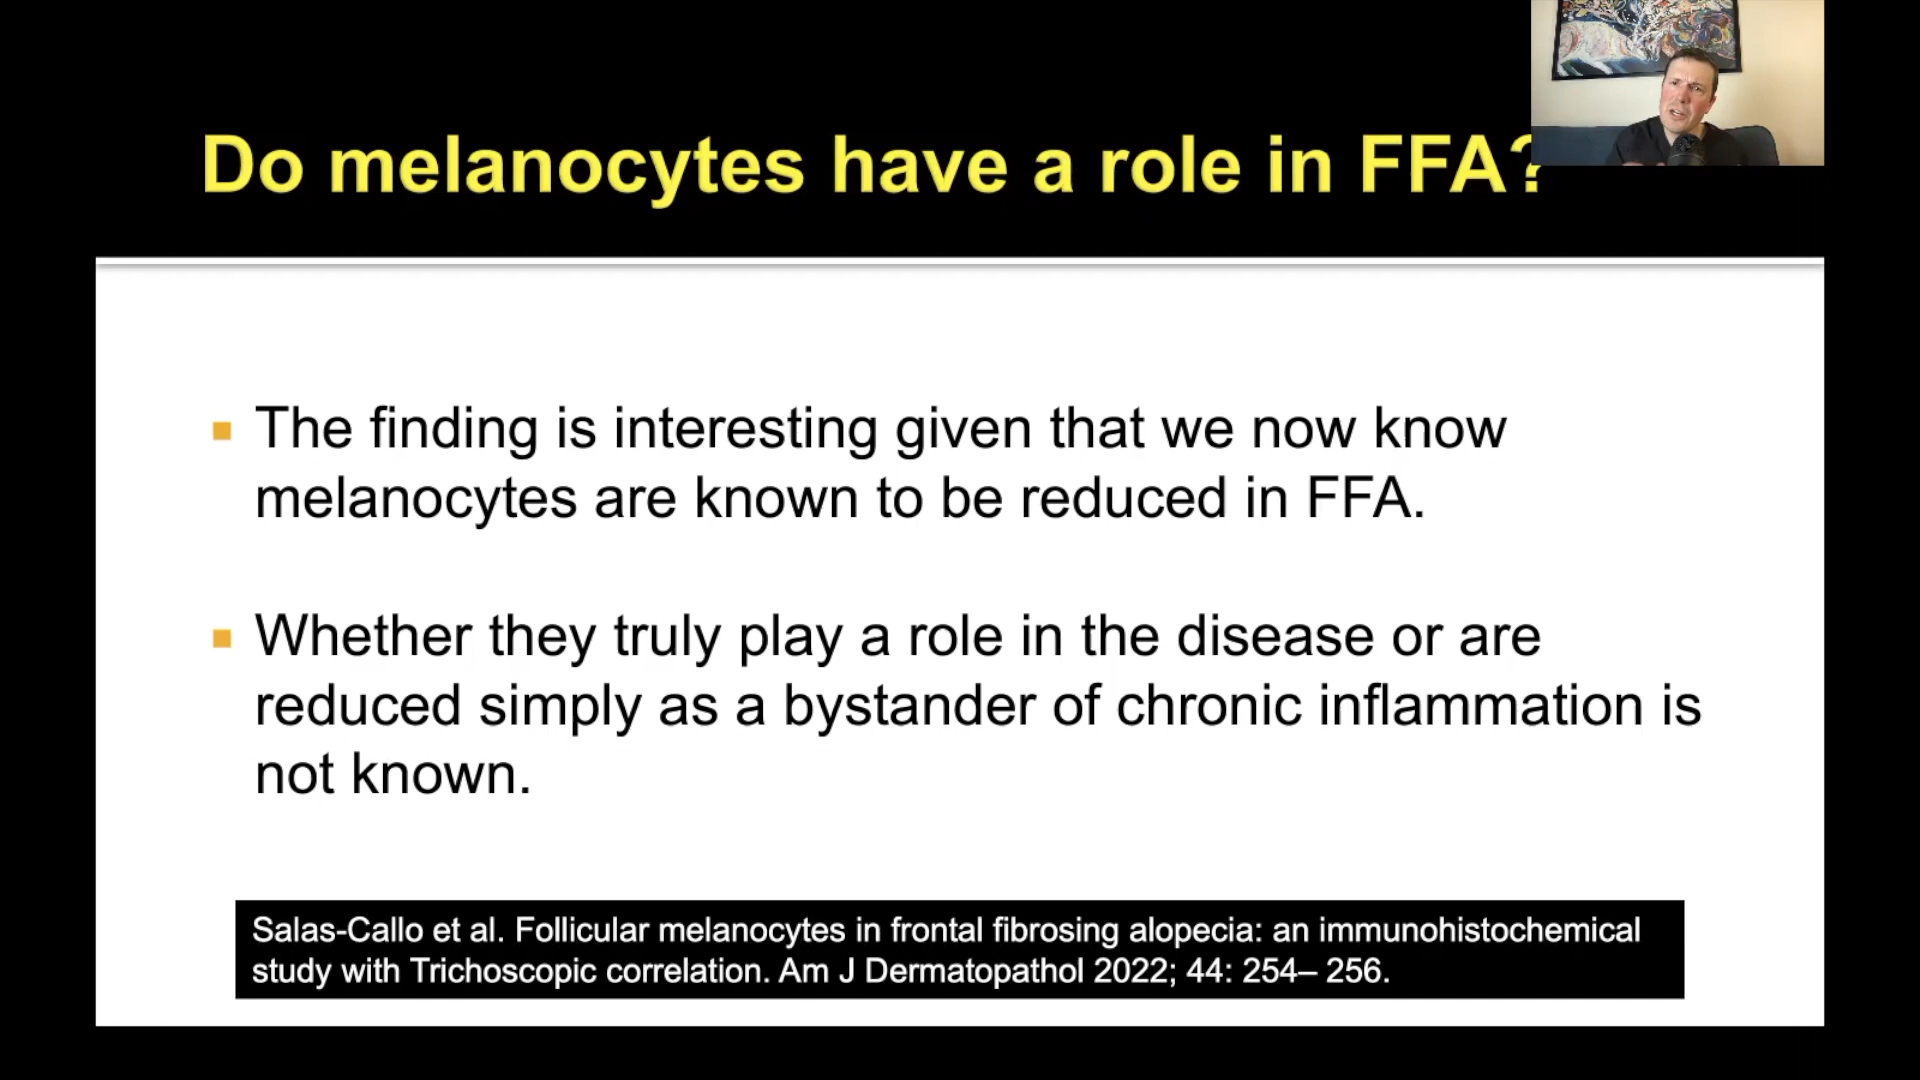 Do melanocytes have a role in FFA?
The finding is interesting given that we now know
melanocytes are known to be reduced in FFA.
Whether they truly play a role in the disease or are
reduced simply as a bystander of chronic inflammation is
not known.
Salas-Callo et al. Follicular melanocytes in frontal fibrosing alopecia: an immunohistochemical
study with Trichoscopic correlation. Am J Dermatopathol 2022; 44: 254– 256.